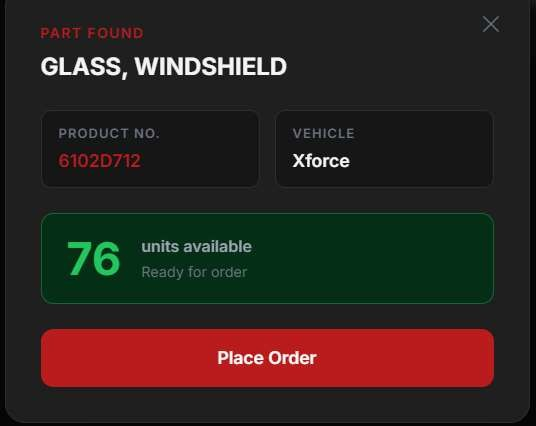 PART FOUND
GLASS, WINDSHIELD
PRODUCT NO.
6102D712
VEHICLE
Xforce
76
units available
Ready for order
Place Order